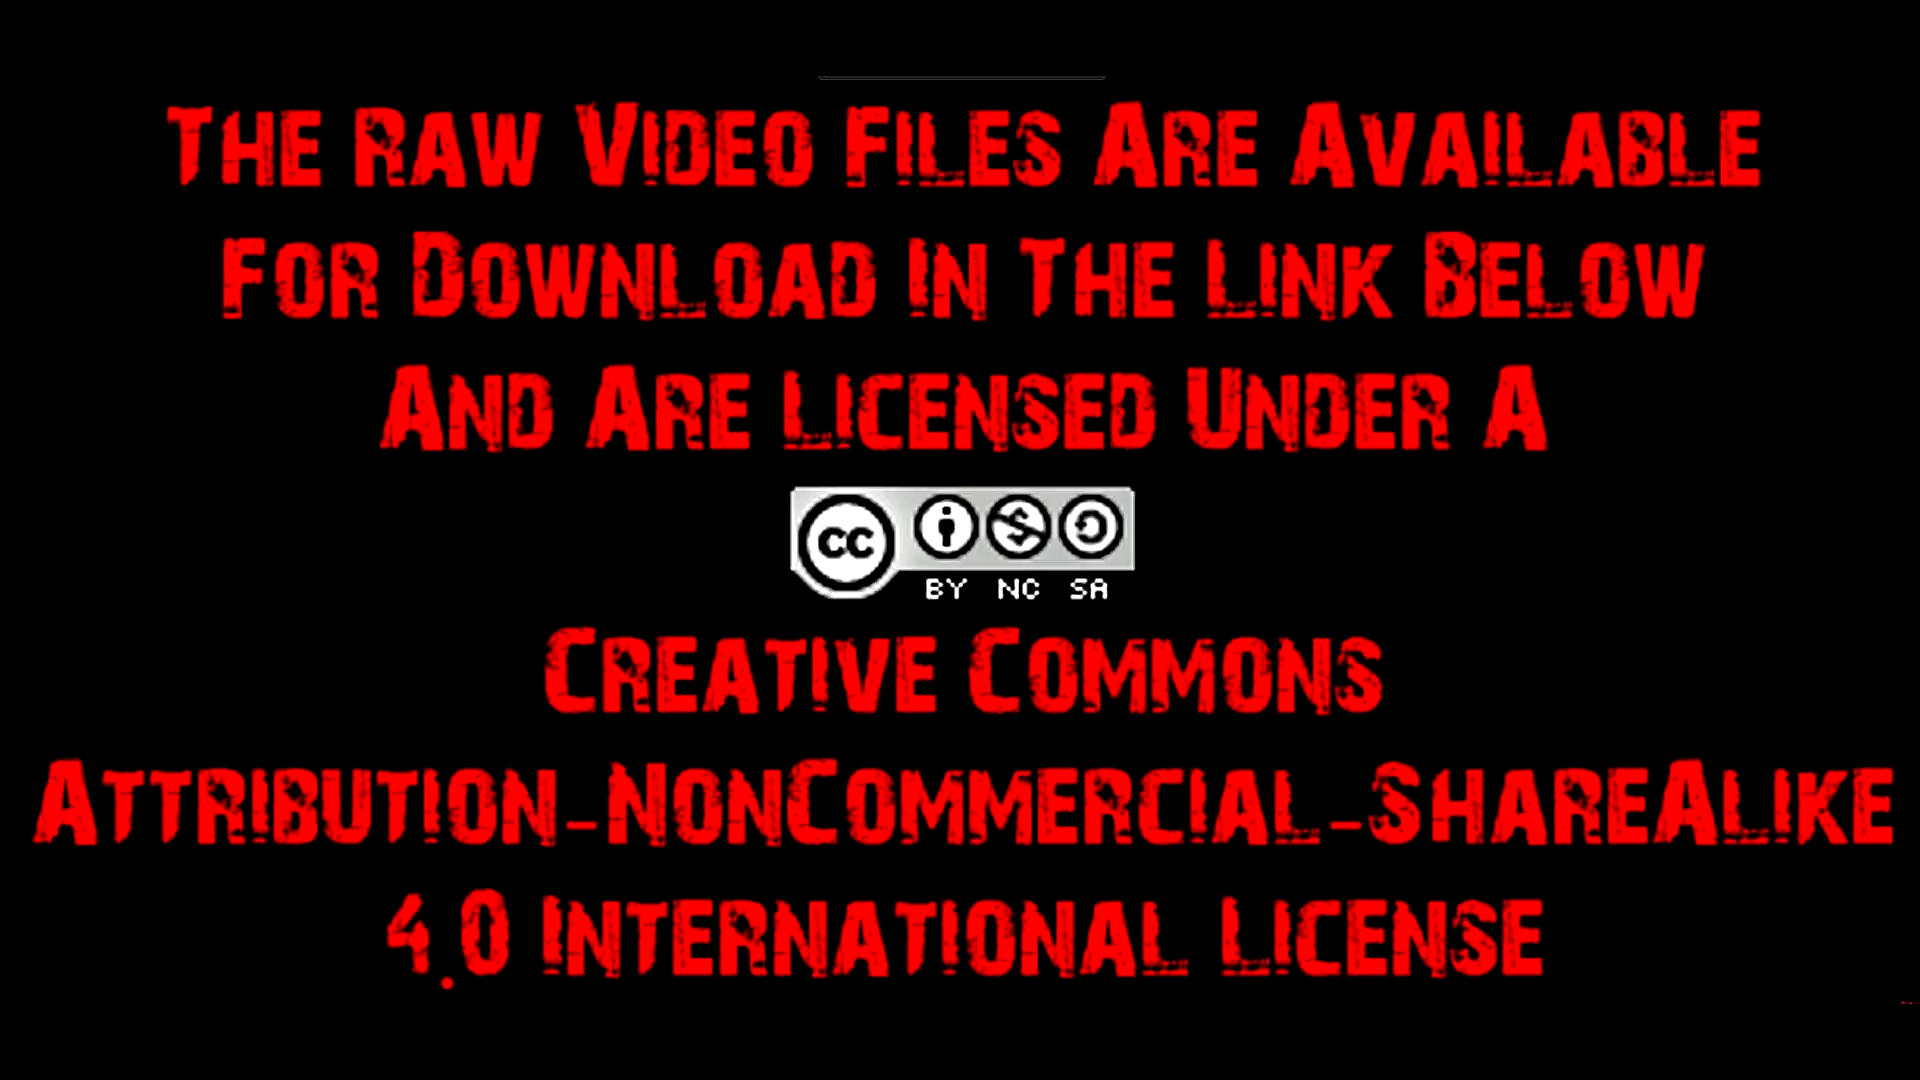 The Raw Video Files Are Available
For Download In The Link Below
And Are Licensed Under A
cc BY NC SA
Creative Commons
Attribution-NonCommercial-ShareAlike
4.0 International License